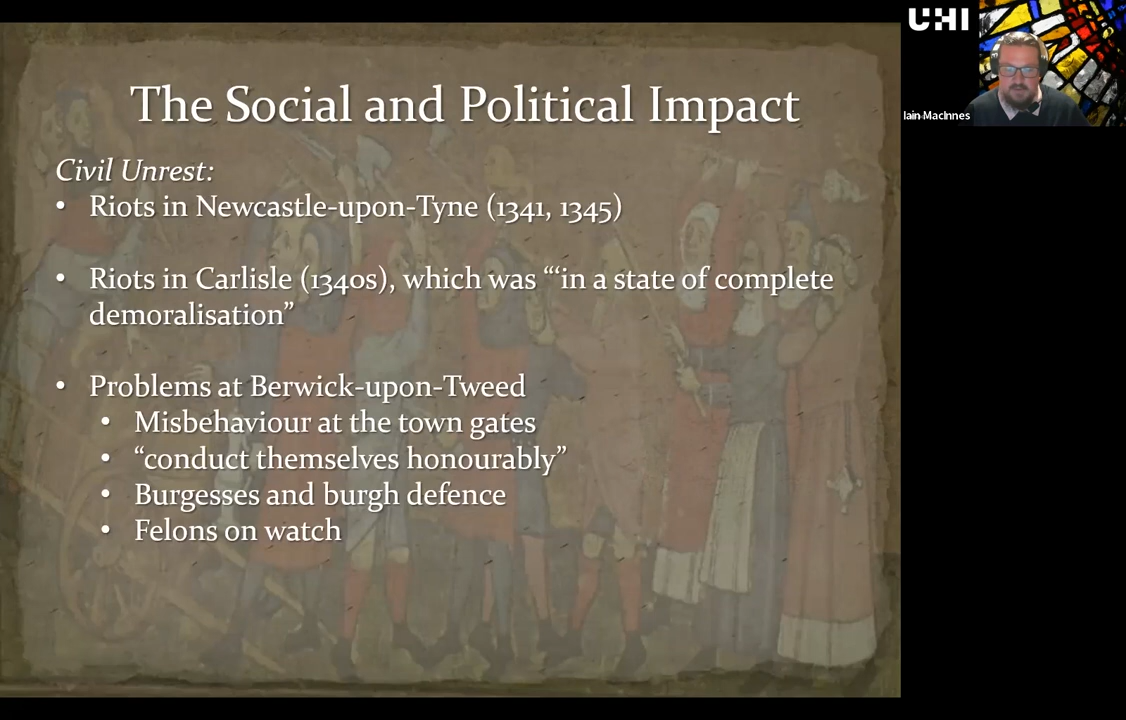 The Social and Political Impact
Civil Unrest:
• Riots in Newcastle-upon-Tyne (1341, 1345)
• Riots in Carlisle (1340s), which was “‘in a state of complete
demoralisation”
• Problems at Berwick-upon-Tweed
• Misbehaviour at the town gates
• “conduct themselves honourably”
• Burgesses and burgh defence
• Felons on watch
UHI
Iain MacInnes